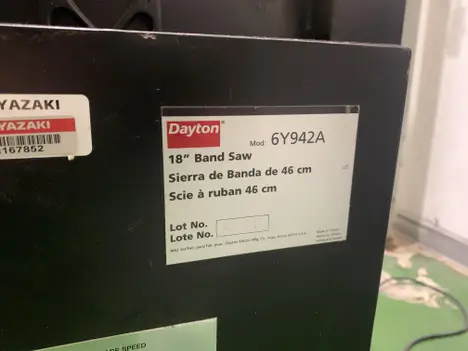 YAZAKI
YAZAKI
167852
Dayton
Mod. 6Y942A
18" Band Saw
Sierra de Banda de 46 cm
Scie à ruban 46 cm
Lot No.
Lote No.
SPEED